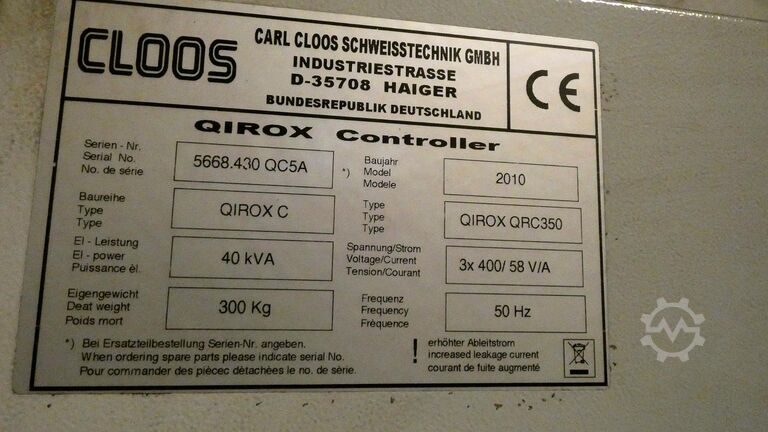 CLOOS
CARL CLOOS SCHWEISSTECHNIK GMBH
INDUSTRIESTRASSE
D-35708 HAIGER
BUNDESREPUBLIK DEUTSCHLAND
CE
QIROX Controller
Serien - Nr.
Serial No.
No. de série
5668.430 QC5A
*)
Baujahr
Model
Modele
2010
Baureihe
Type
Type
QIROX C
Type
Type
Type
QIROX QRC350
El - Leistung
El - power
Puissance èl.
40 kVA
Spannung/Strom
Voltage/Current
Tension/Courant
3x 400/ 58 V/A
Eigengewicht
Deat weight
Poids mort
300 Kg
Frequenz
Frequency
Fréquence
50 Hz
*) Bei Ersatzteilbestellung Serien-Nr. angeben.
When ordering spare parts please indicate serial No.
Pour commander des piècec détachèes le no. de série.
!
erhöhter Ableitstrom
increased leakage current
courant de fuite augmenté